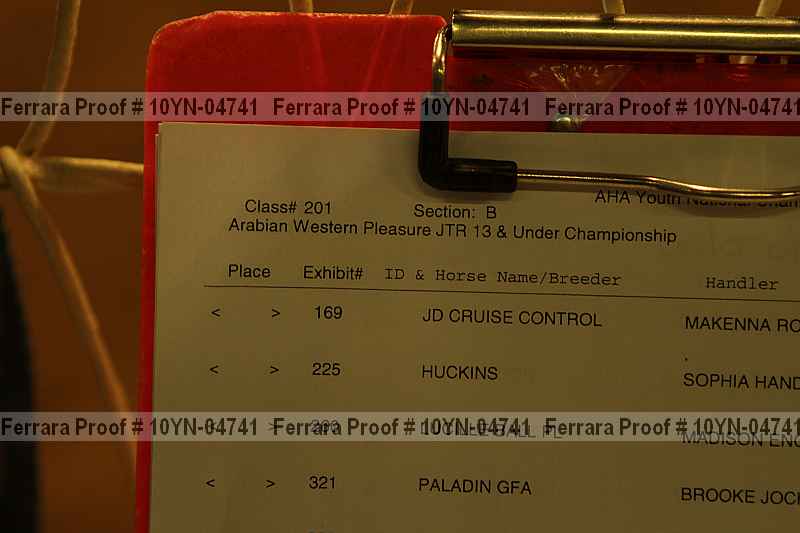 Ferrara Proof # 10YN-04741 Ferrara Proof # 10YN-04741 Ferrara Proof # 10YN-04741
AHA Youth National
Class# 201 Section: B
Arabian Western Pleasure JTR 13 & Under Championship
Place Exhibit# ID & Horse Name/Breeder Handler
< > 169 JD CRUISE CONTROL MAKENNA RO
< > 225 HUCKINS SOPHIA HAND
Ferrara Proof # 10YN-04741 Ferrara Proof # 10YN-04741 Ferrara Proof # 10YN-04741
MADISON ENG
< > 321 PALADIN GFA BROOKE JOCH